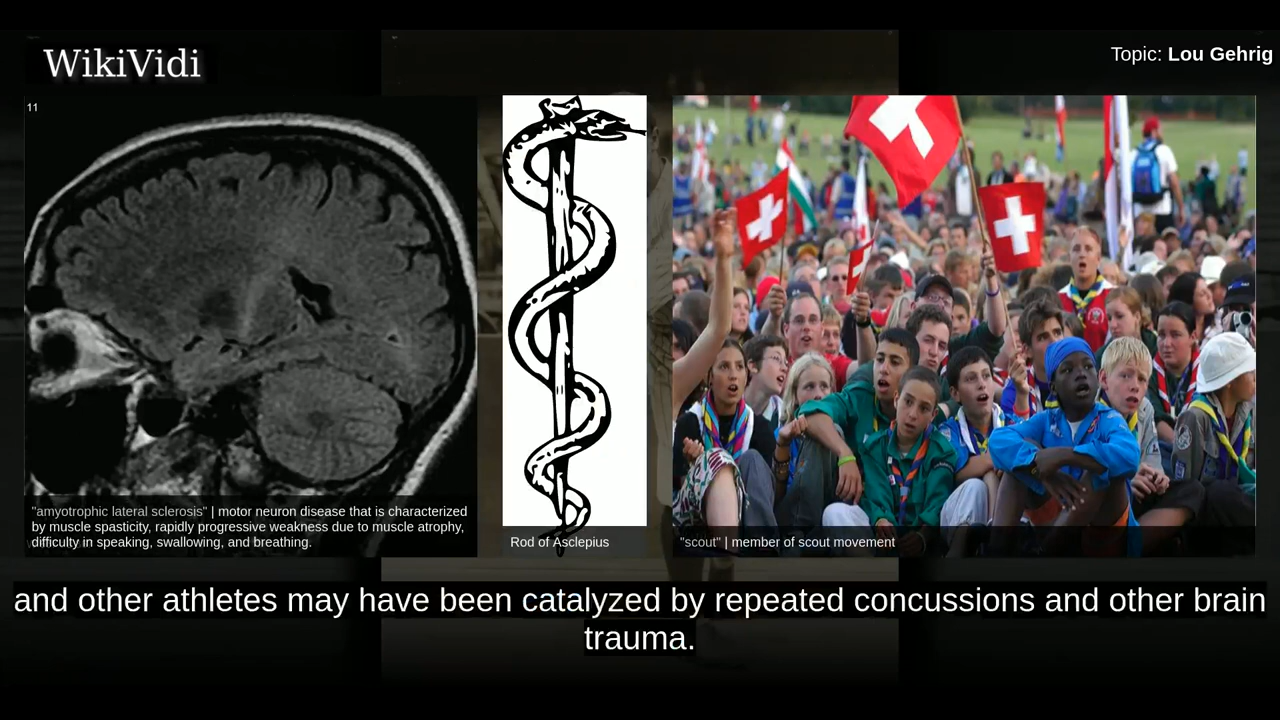 WikiVidi
Topic: Lou Gehrig
11
"amyotrophic lateral sclerosis" | motor neuron disease that is characterized
by muscle spasticity, rapidly progressive weakness due to muscle atrophy,
difficulty in speaking, swallowing, and breathing.
Rod of Asclepius
"scout" | member of scout movement
and other athletes may have been catalyzed by repeated concussions and other brain
trauma.